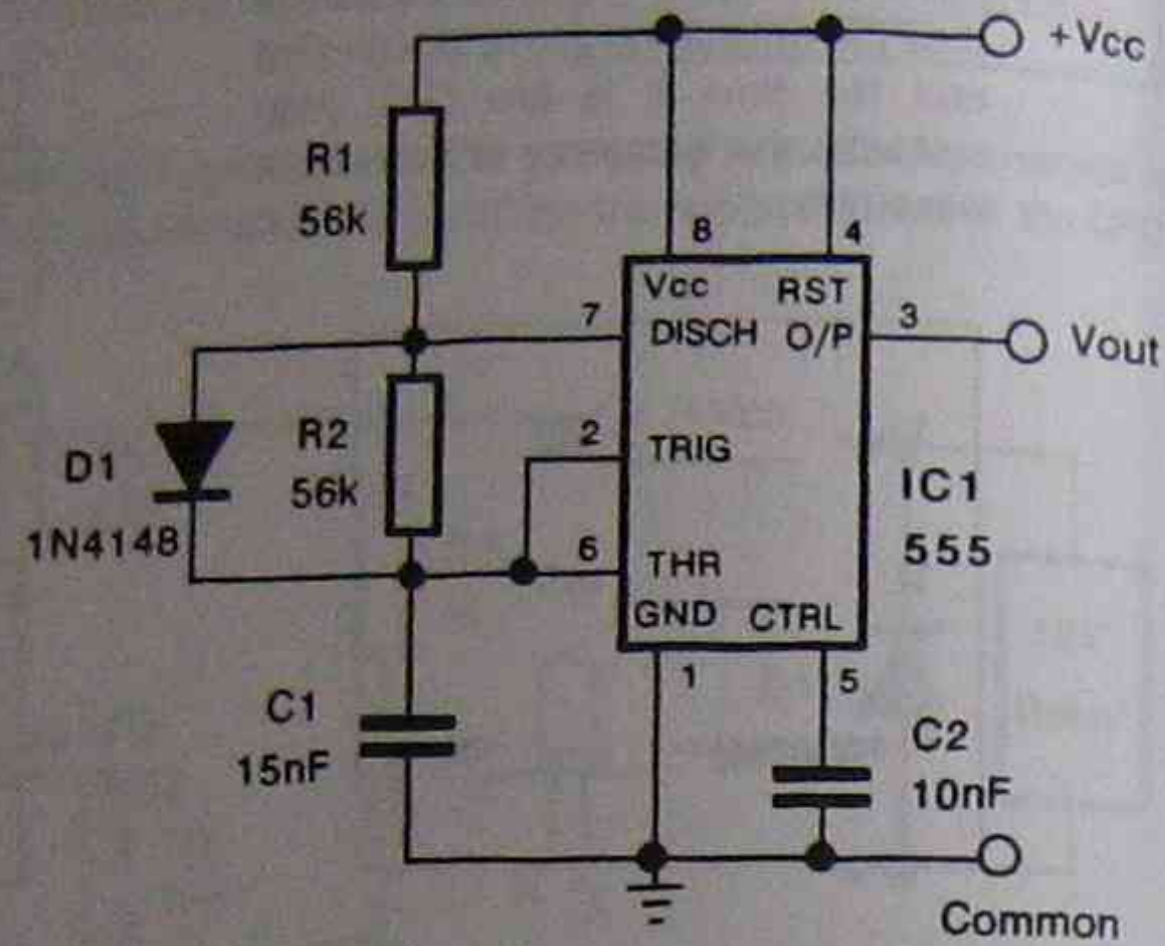 +Vcc
R1
56k
8
4
Vcc
RST
7
DISCH
O/P
3
Vout
R2
56k
2
TRIG
D1
1N4148
IC1
555
6
THR
GND
CTRL
1
5
C1
15nF
C2
10nF
Common